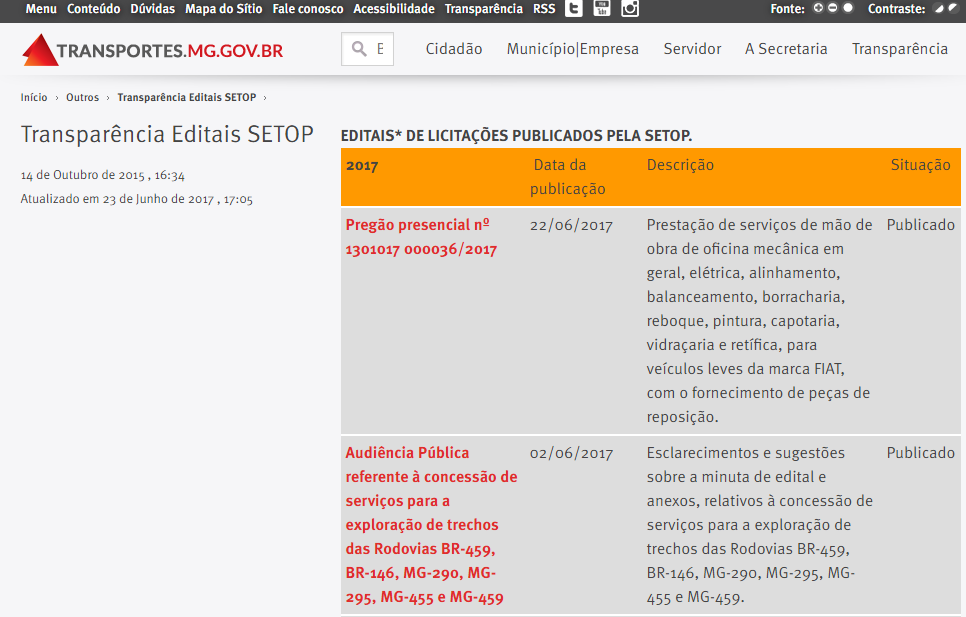 Menu Conteúdo Dúvidas Mapa do Sítio Fale conosco Acessibilidade Transparência RSS Fonte: Contraste:
TRANSPORTES.MG.GOV.BR
E
Cidadão Município|Empresa Servidor A Secretaria Transparência
Início › Outros › Transparência Editais SETOP ›
Transparência Editais SETOP
14 de Outubro de 2015 , 16:34
Atualizado em 23 de Junho de 2017 , 17:05
EDITAIS* DE LICITAÇÕES PUBLICADOS PELA SETOP.
2017
Data da
publicação
Descrição
Situação
Pregão presencial nº
1301017 000036/2017
22/06/2017
Prestação de serviços de mão de
obra de oficina mecânica em
geral, elétrica, alinhamento,
balanceamento, borracharia,
reboque, pintura, capotaria,
vidraçaria e retífica, para
veículos leves da marca FIAT,
com o fornecimento de peças de
reposição.
Publicado
Audiência Pública
referente à concessão de
serviços para a
exploração de trechos
das Rodovias BR-459,
BR-146, MG-290, MG-
295, MG-455 e MG-459
02/06/2017
Esclarecimentos e sugestões
sobre a minuta de edital e
anexos, relativos à concessão de
serviços para a exploração de
trechos das Rodovias BR-459,
BR-146, MG-290, MG-295, MG-
455 e MG-459.
Publicado